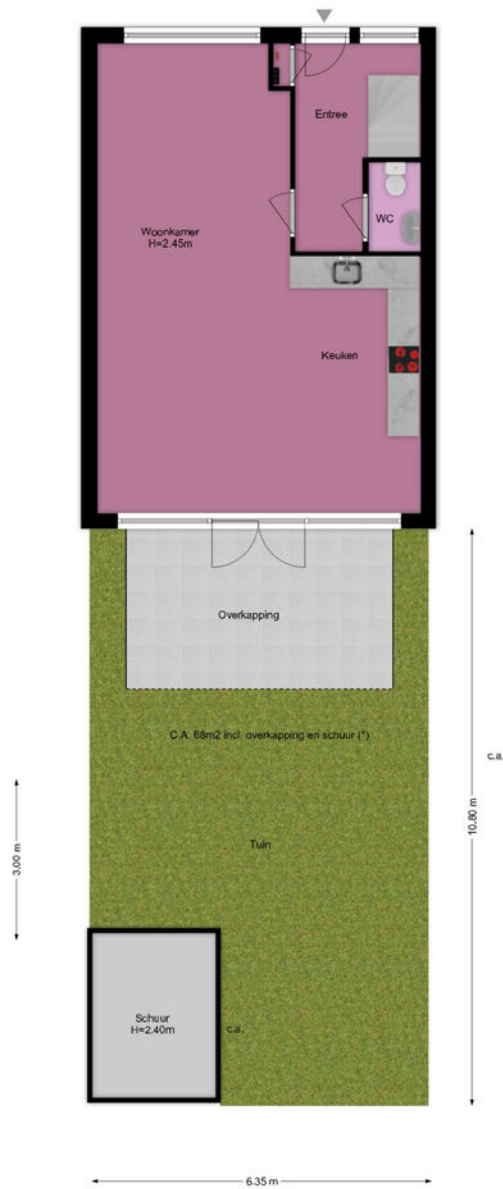 Entree
WC
Woonkamer
H=2.45m
Keuken
Overkapping
C.A. 68m2 incl. overkapping en schuur (*)
c.a.
10.80 m
3.00 m
Tuin
Schuur
H=2.40m
c.a.
6.35 m